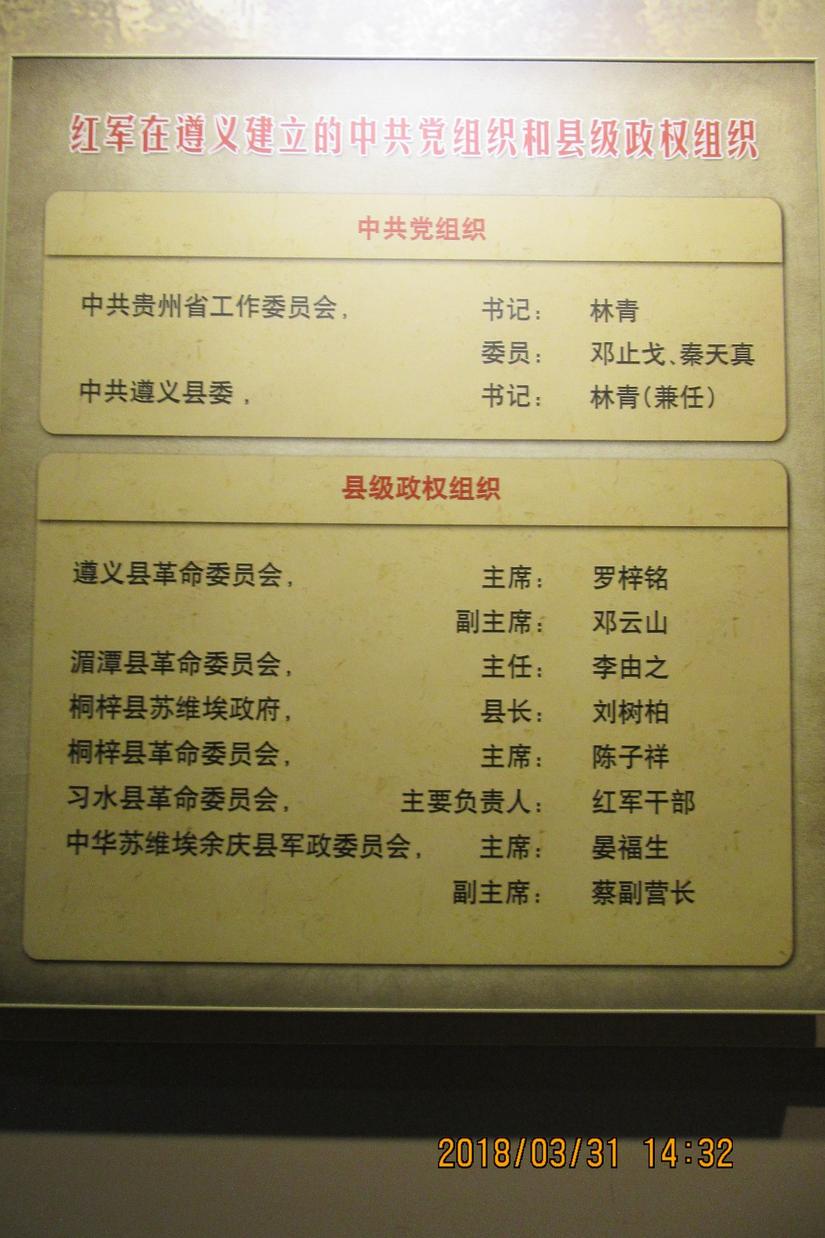 红军在遵义建立的中共党组织和县级政权组织
中共党组织
中共贵州省工作委员会， 书记： 林青
委员： 邓止戈、秦天真
中共遵义县委， 书记： 林青（兼任）
县级政权组织
遵义县革命委员会， 主席： 罗梓铭
副主席： 邓云山
湄潭县革命委员会， 主任： 李由之
桐梓县苏维埃政府， 县长： 刘树柏
桐梓县革命委员会， 主席： 陈子祥
习水县革命委员会， 主要负责人： 红军干部
中华苏维埃余庆县军政委员会， 主席： 晏福生
副主席： 蔡副营长
2018/03/31 14:32